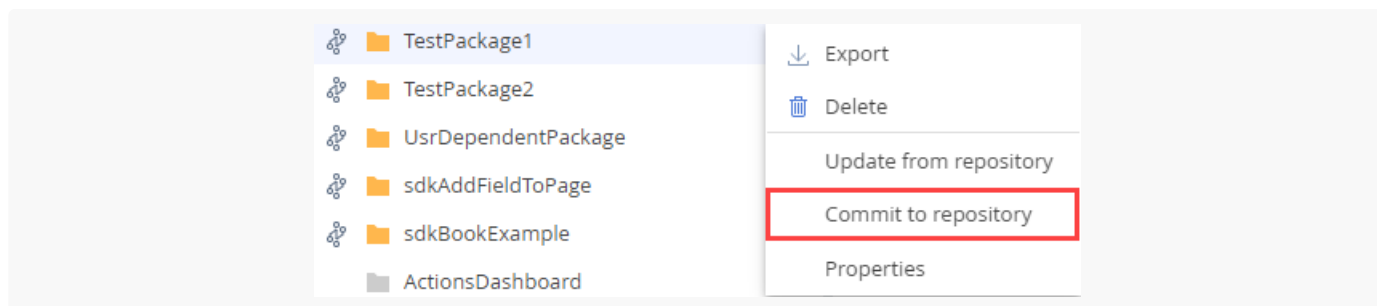 TestPackage1
TestPackage2
UsrDependentPackage
sdkAddFieldToPage
sdkBookExample
ActionsDashboard
Export
Delete
Update from repository
Commit to repository
Properties